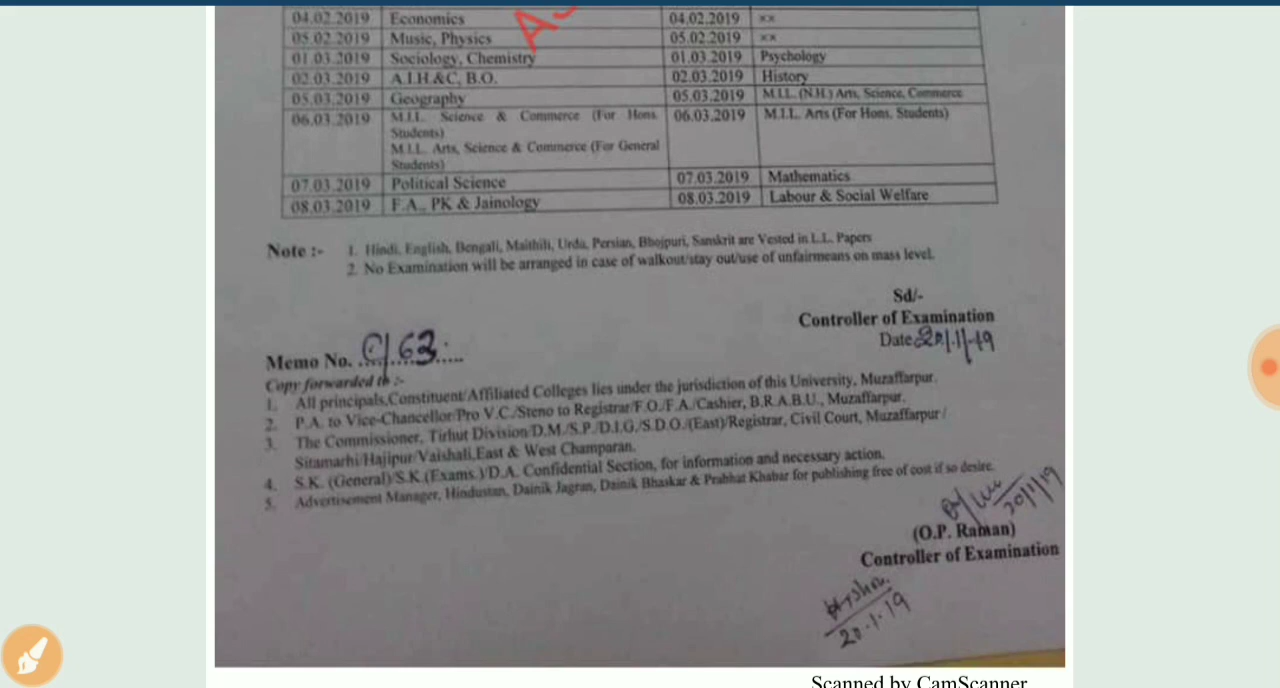 04.02.2019 Economics 04.02.2019 ××
05.02.2019 Music, Physics 05.02.2019 ××
01.03.2019 Sociology, Chemistry 01.03.2019 Psychology
02.03.2019 A.I.H.&C, B.O. 02.03.2019 History
05.03.2019 Geography 05.03.2019 M.I.L. (N.H.) Arts, Science, Commerce
06.03.2019 M.I.L. Science & Commerce (For Hons. 06.03.2019 M.I.L. Arts (For Hons. Students)
Students)
M.I.L. Arts, Science & Commerce (For General
Students)
07.03.2019 Political Science 07.03.2019 Mathematics
08.03.2019 F.A., PK & Jainology 08.03.2019 Labour & Social Welfare
Note :- 1. Hindi, English, Bengali, Maithili, Urdu, Persian, Bhojpuri, Sanskrit are Vested in L.L. Papers
2. No Examination will be arranged in case of walkout/stay out/use of unfairmeans on mass level.
Sd/-
Controller of Examination
Date
Memo No. 63
Copy forwarded to :-
1. All principals,Constituent/Affiliated Colleges lies under the jurisdiction of this University, Muzaffarpur.
2. P.A. to Vice-Chancellor/Pro V.C./Steno to Registrar/F.O./F.A./Cashier, B.R.A.B.U., Muzaffarpur.
3. The Commissioner, Tirhut Division/D.M./S.P./D.I.G/S.D.O.(East)/Registrar, Civil Court, Muzaffarpur/
Sitamarhi/Hajipur/Vaishali,East & West Champaran.
4. S.K. (General)/S.K.(Exams.)/D.A. Confidential Section, for information and necessary action.
5. Advertisement Manager, Hindustan, Dainik Jagran, Dainik Bhaskar & Prabhat Khabar for publishing free of cost if so desire.
20/1/19
(O.P. Raman)
Controller of Examination
20.1.19
Scanned by CamScanner